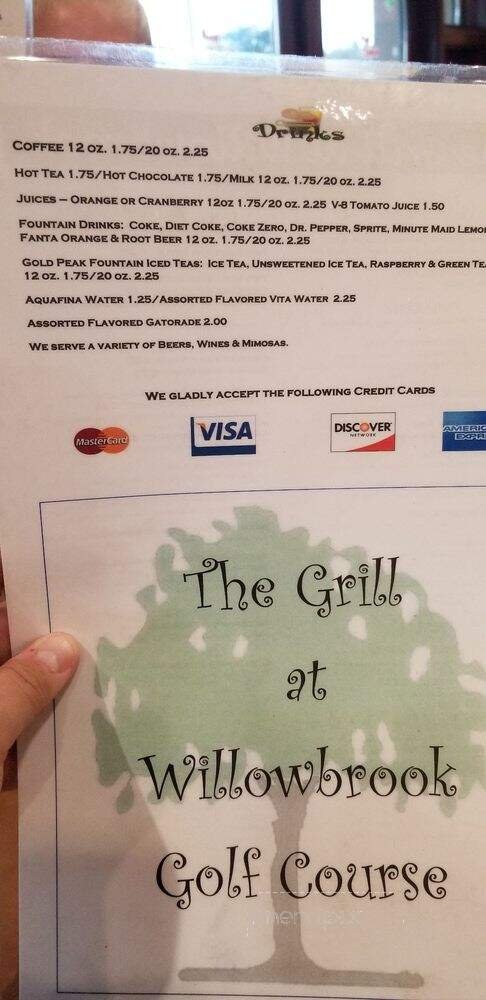 Drinks
COFFEE 12 OZ. 1.75/20 OZ. 2.25
HOT TEA 1.75/HOT CHOCOLATE 1.75/MILK 12 OZ. 1.75/20 OZ. 2.25
JUICES – ORANGE OR CRANBERRY 12OZ 1.75/20 OZ. 2.25 V-8 TOMATO JUICE 1.50
FOUNTAIN DRINKS: COKE, DIET COKE, COKE ZERO, DR. PEPPER, SPRITE, MINUTE MAID LEMO
FANTA ORANGE & ROOT BEER 12 OZ. 1.75/20 OZ. 2.25
GOLD PEAK FOUNTAIN ICED TEAS: ICE TEA, UNSWEETENED ICE TEA, RASPBERRY & GREEN TE
12 OZ. 1.75/20 OZ. 2.25
AQUAFINA WATER 1.25/ASSORTED FLAVORED VITA WATER 2.25
ASSORTED FLAVORED GATORADE 2.00
WE SERVE A VARIETY OF BEERS, WINES & MIMOSAS.
WE GLADLY ACCEPT THE FOLLOWING CREDIT CARDS
MasterCard VISA DISCOVER NETWORK AMERIC EXPR
The Grill
at
Willowbrook
Golf Course